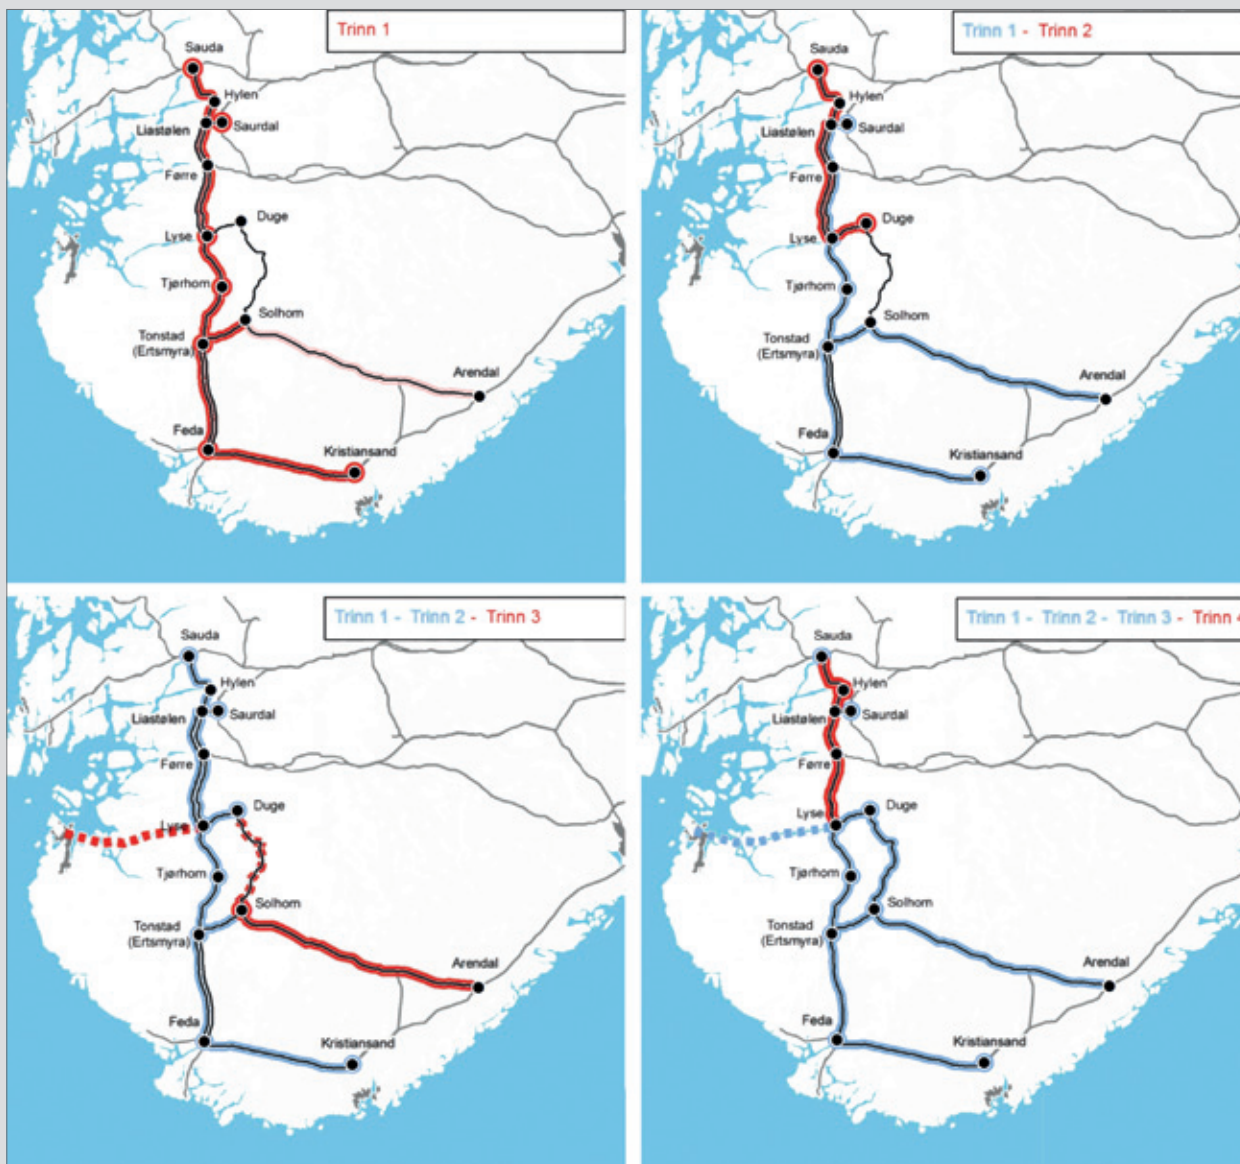 Trinn 1
Sauda
Hylen
Liastølen
Saurdal
Førre
Duge
Lyse
Tjørhom
Solhom
Tonstad
(Ertsmyra)
Arendal
Feda
Kristiansand
Trinn 1 - Trinn 2
Sauda
Hylen
Liastølen
Saurdal
Førre
Duge
Lyse
Tjørhom
Solhom
Tonstad
(Ertsmyra)
Arendal
Feda
Kristiansand
Trinn 1 - Trinn 2 - Trinn 3
Sauda
Hylen
Liastølen
Saurdal
Førre
Duge
Lyse
Tjørhom
Solhom
Tonstad
(Ertsmyra)
Arendal
Feda
Kristiansand
Trinn 1 - Trinn 2 - Trinn 3 - Trinn 4
Sauda
Hylen
Liastølen
Saurdal
Førre
Duge
Lyse
Tjørhom
Solhom
Tonstad
(Ertsmyra)
Arendal
Feda
Kristiansand